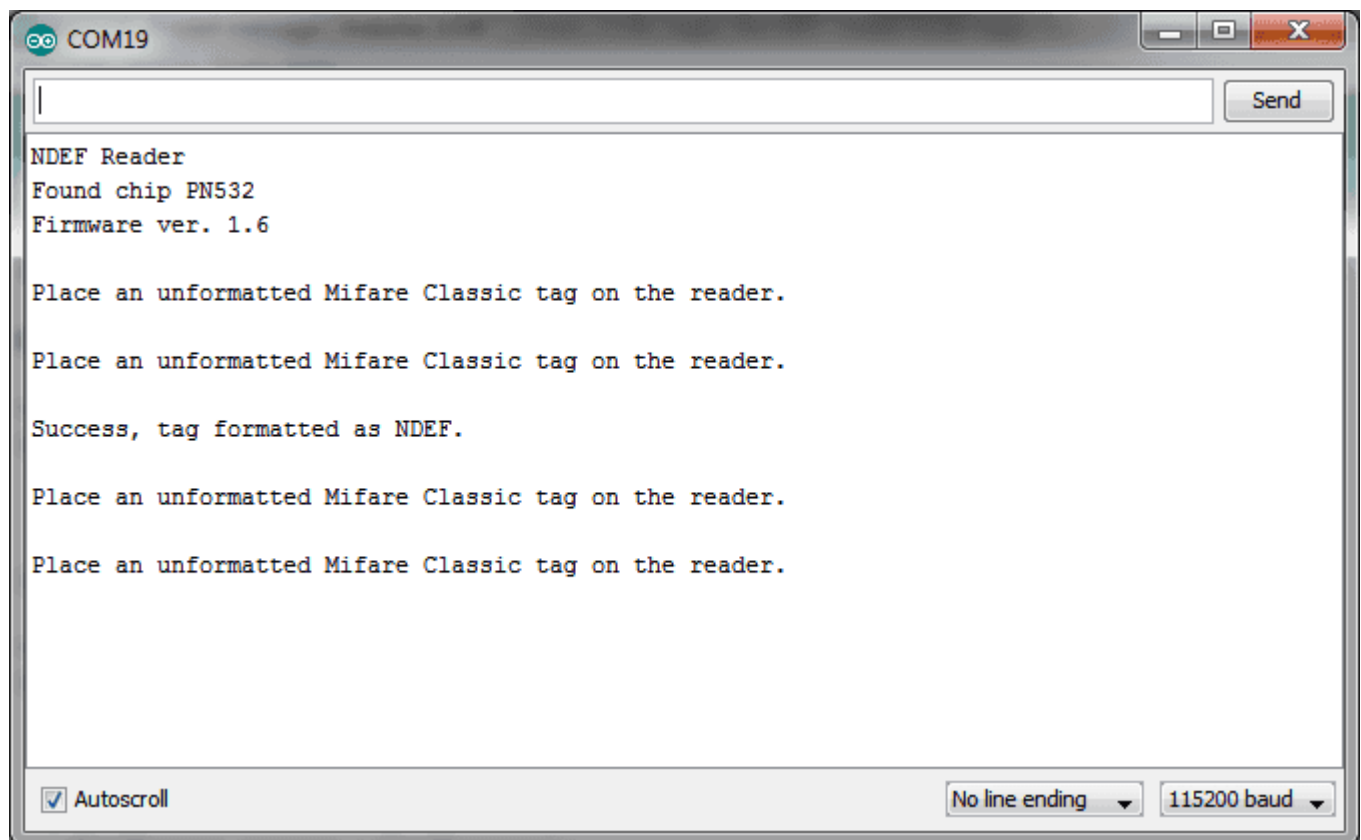 COM19
Send
NDEF Reader
Found chip PN532
Firmware ver. 1.6
Place an unformatted Mifare Classic tag on the reader.
Place an unformatted Mifare Classic tag on the reader.
Success, tag formatted as NDEF.
Place an unformatted Mifare Classic tag on the reader.
Place an unformatted Mifare Classic tag on the reader.
Autoscroll
No line ending
115200 baud